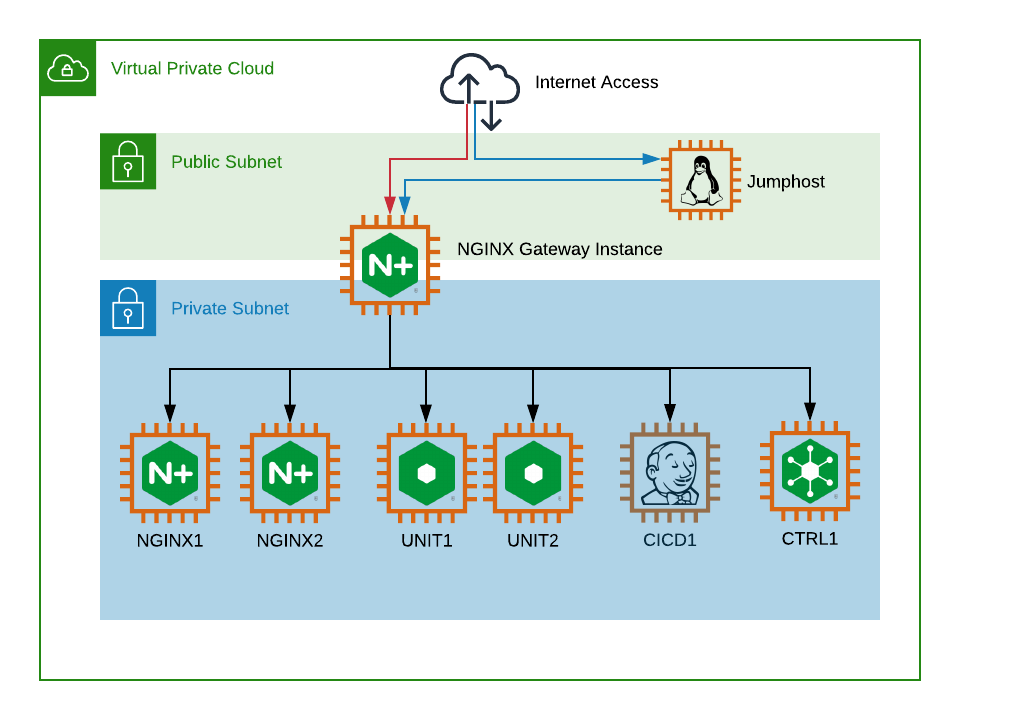 Virtual Private Cloud
Internet Access
Public Subnet
Jumphost
NGINX Gateway Instance
N+
Private Subnet
N+
N+
NGINX1
NGINX2
UNIT1
UNIT2
CICD1
CTRL1